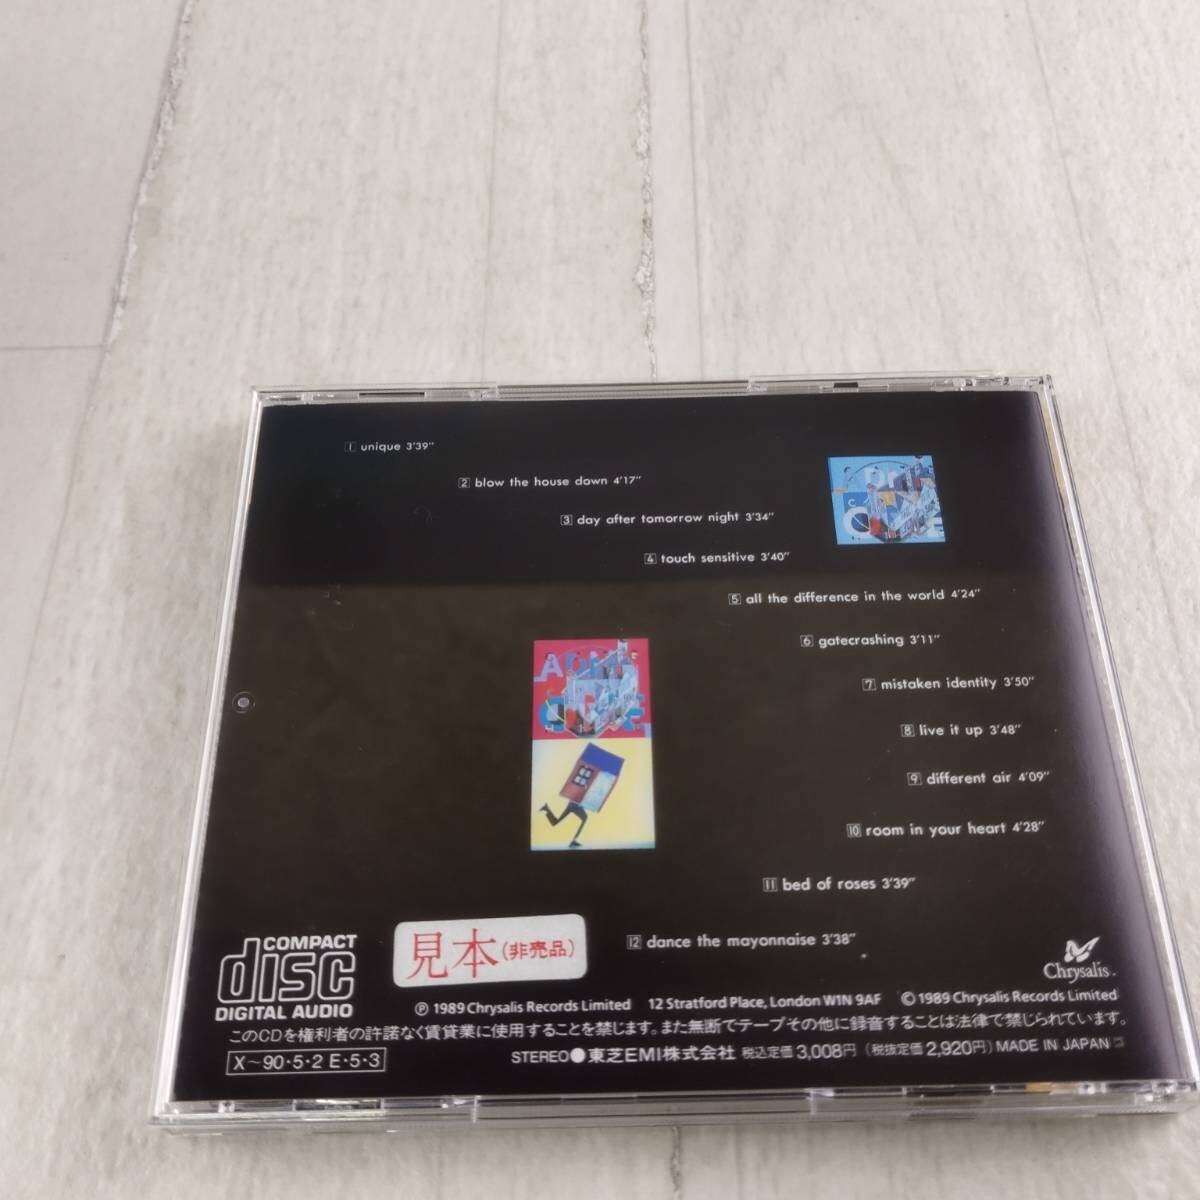 1 unique 3'39"
2 blow the house down 4'17"
3 day after tomorrow night 3'34"
4 touch sensitive 3'40"
5 all the difference in the world 4'24"
6 gatecrashing 3'11"
7 mistaken identity 3'50"
8 live it up 3'48"
9 different air 4'09"
10 room in your heart 4'28"
11 bed of roses 3'39"
12 dance the mayonnaise 3'38"
見本(非売品)
COMPACT
disc
DIGITAL AUDIO
Chrysalis.
Ⓟ 1989 Chrysalis Records Limited 12 Stratford Place, London W1N 9AF © 1989 Chrysalis Records Limited
このCDを権利者の許諾なく賃貸業に使用することを禁じます。また無断でテープその他に録音することは法律で禁じられています。
X~90・5・2 E・5・3
STEREO●東芝EMI株式会社 税込定価3,008円(税抜定価2,920円)MADE IN JAPAN